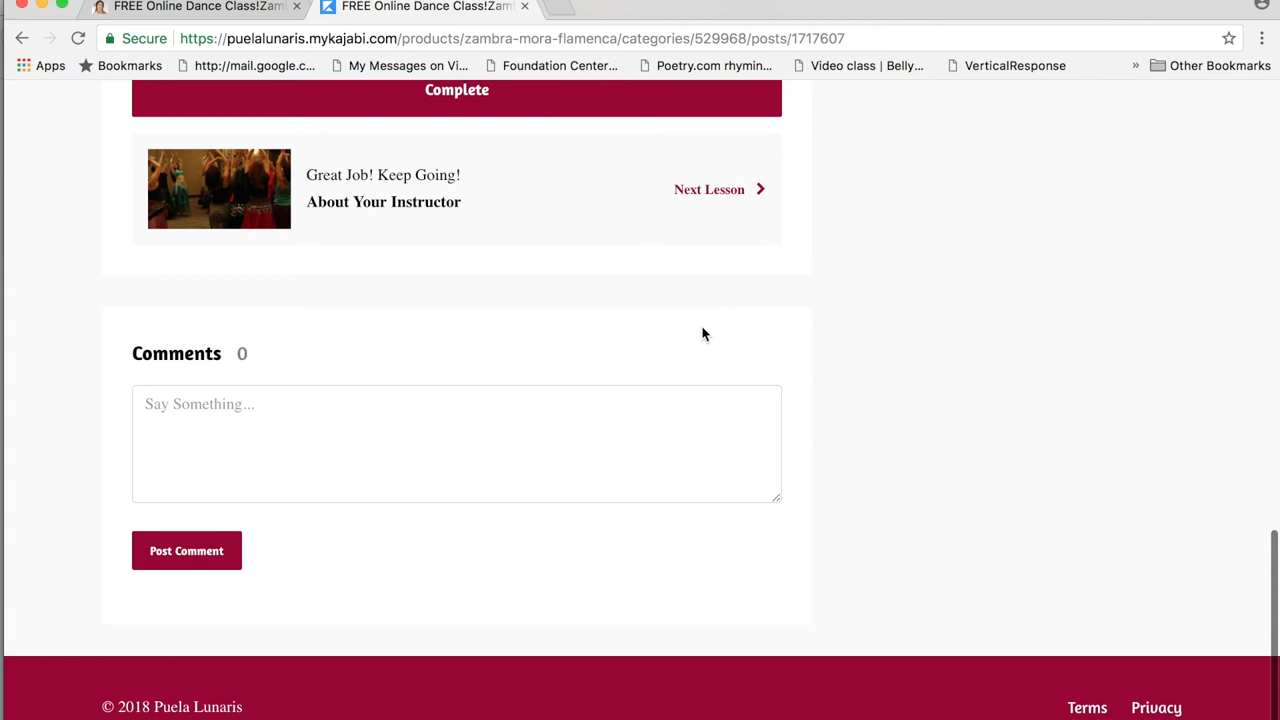 FREE Online Dance Class!Zam
FREE Online Dance Class!Zam
Secure https://puelalunaris.mykajabi.com/products/zambra-mora-flamenca/categories/529968/posts/1717607
Apps Bookmarks http://mail.google.c... My Messages on Vi... Foundation Center... Poetry.com rhymin... Video class | Belly... VerticalResponse » Other Bookmarks
Complete
Great Job! Keep Going!
About Your Instructor
Next Lesson
Comments 0
Say Something...
Post Comment
© 2018 Puela Lunaris
Terms Privacy